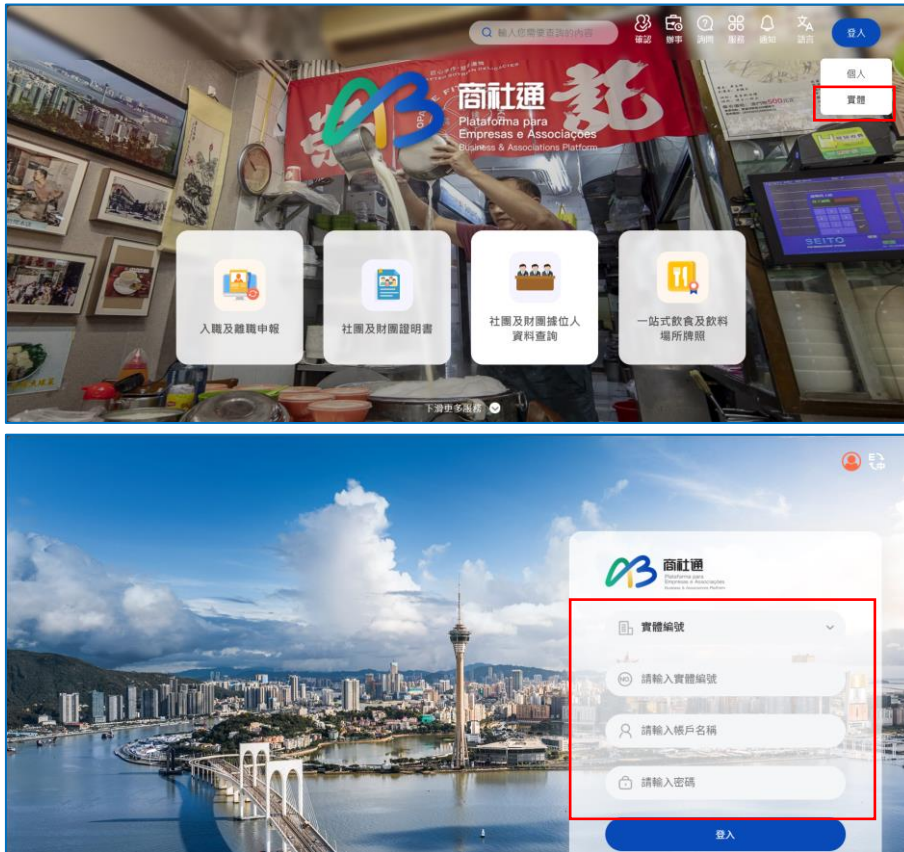 輸入您需要查詢的內容
確認 辦事 詢問 服務 通知 語言
登入
個人
實體
商社通
Plataforma para
Empresas e Associações
Business & Associations Platform
記
SEITO
入職及離職申報
社團及財團證明書
社團及財團據位人
資料查詢
一站式飲食及飲料
場所牌照
下滑更多服務
商社通
Plataforma para
Empresas e Associações
Business & Associations Platform
實體編號
NO 請輸入實體編號
請輸入帳戶名稱
請輸入密碼
登入